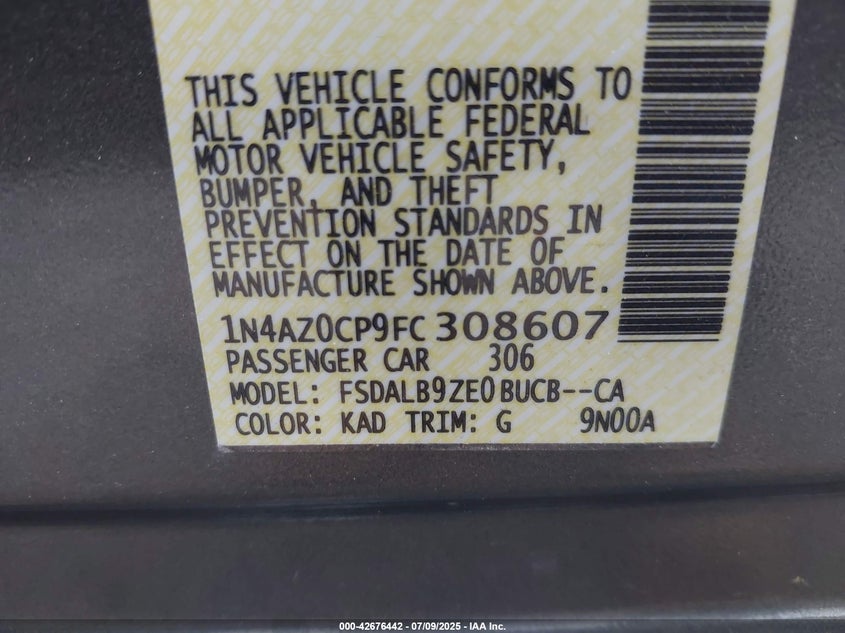 THIS VEHICLE CONFORMS TO
ALL APPLICABLE FEDERAL
MOTOR VEHICLE SAFETY,
BUMPER, AND THEFT
PREVENTION STANDARDS IN
EFFECT ON THE DATE OF
MANUFACTURE SHOWN ABOVE.
1N4AZ0CP9FC308607
PASSENGER CAR 306
MODEL: FSDALB9ZE0BUCB--CA
COLOR: KAD TRIM: G 9N00A
000-42676442 - 07/09/2025 - IAA Inc.